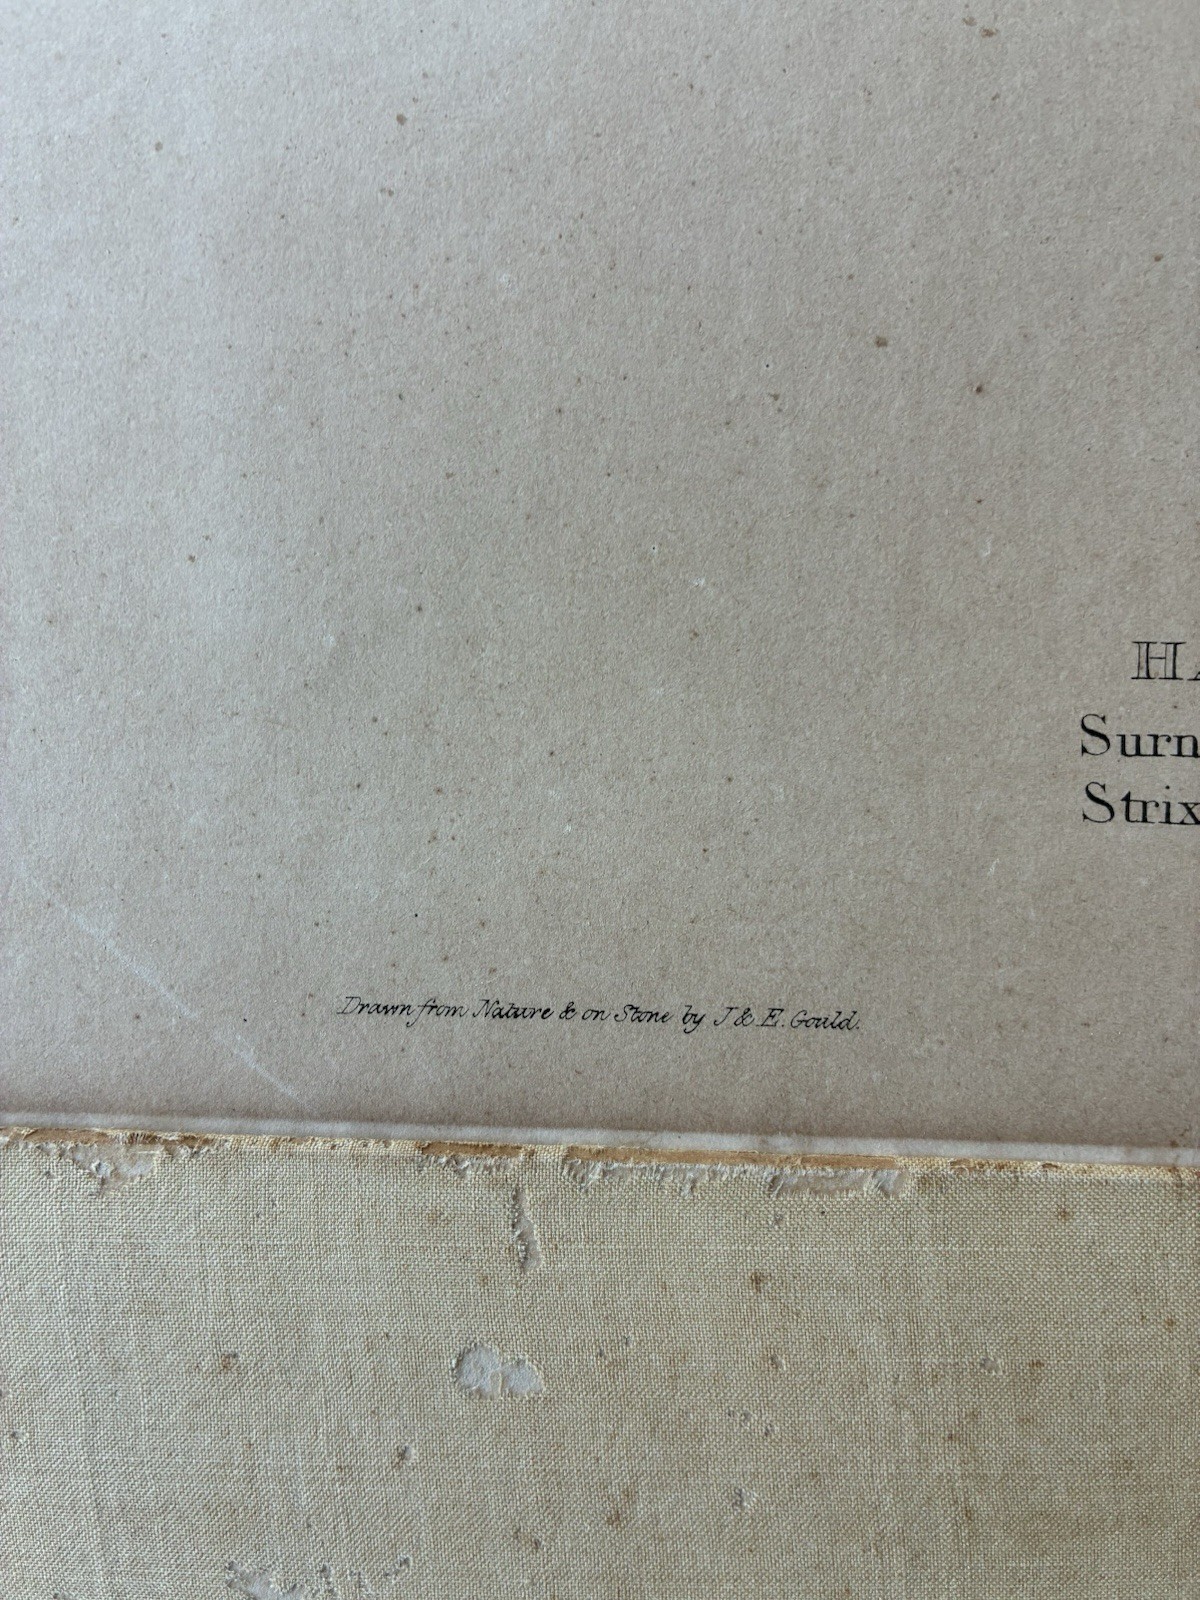 HA
Surn
Strix
Drawn from Nature & on Stone by J & E. Gould.